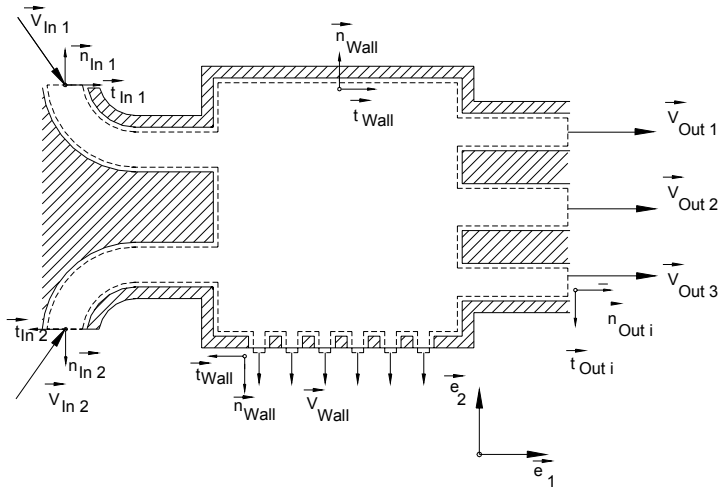 V In 1
n In 1
t In 1
n Wall
t Wall
V Out 1
V Out 2
V Out 3
n Out i
t Out i
t In 2
n In 2
V In 2
t Wall
n Wall
V Wall
e 2
e 1